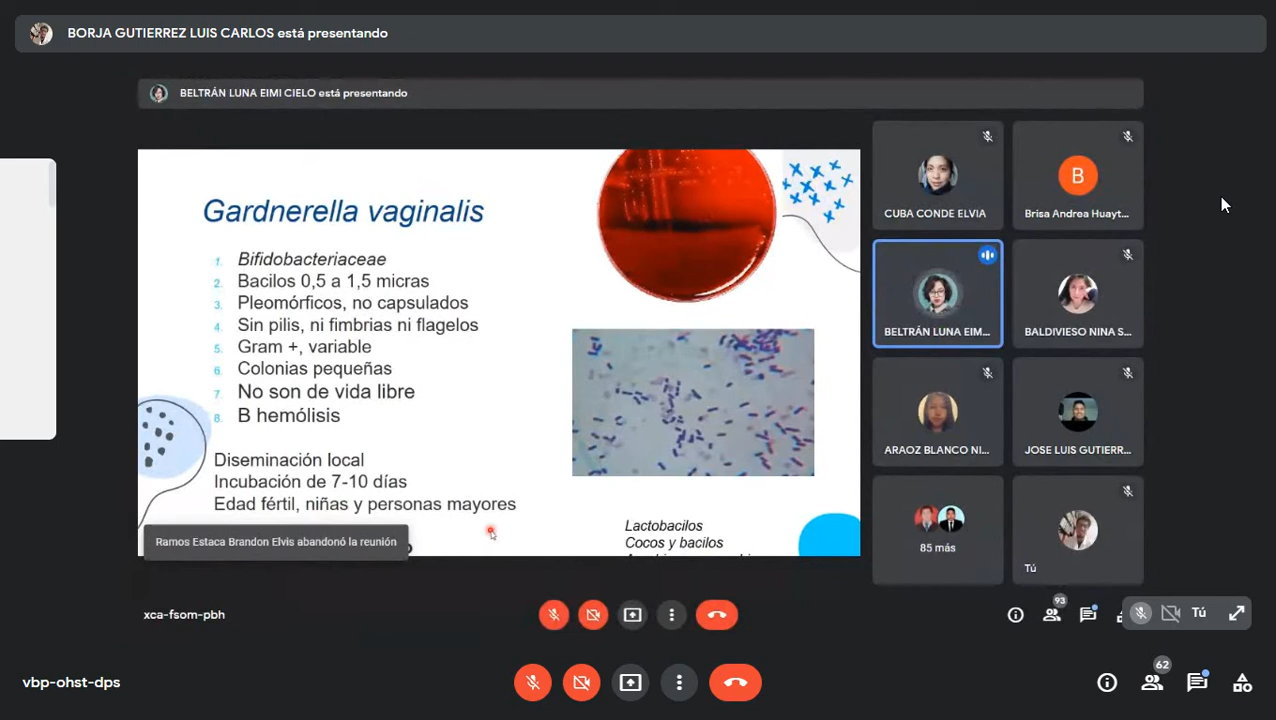 BORJA GUTIERREZ LUIS CARLOS está presentando
BELTRÁN LUNA EIMI CIELO está presentando
Gardnerella vaginalis
1. Bifidobacteriaceae
2. Bacilos 0,5 a 1,5 micras
3. Pleomórficos, no capsulados
4. Sin pilis, ni fimbrias ni flagelos
5. Gram +, variable
6. Colonias pequeñas
7. No son de vida libre
8. B hemólisis
Diseminación local
Incubación de 7-10 días
Edad fértil, niñas y personas mayores
Lactobacilos
Cocos y bacilos
Ramos Estaca Brandon Elvis abandonó la reunión
CUBA CONDE ELVIA
B
Brisa Andrea Huayt...
BELTRÁN LUNA EIM...
BALDIVIESO NINA S...
ARAOZ BLANCO NI...
JOSE LUIS GUTIERR...
85 más
Tú
xca-fsom-pbh
93
Tú
vbp-ohst-dps
62